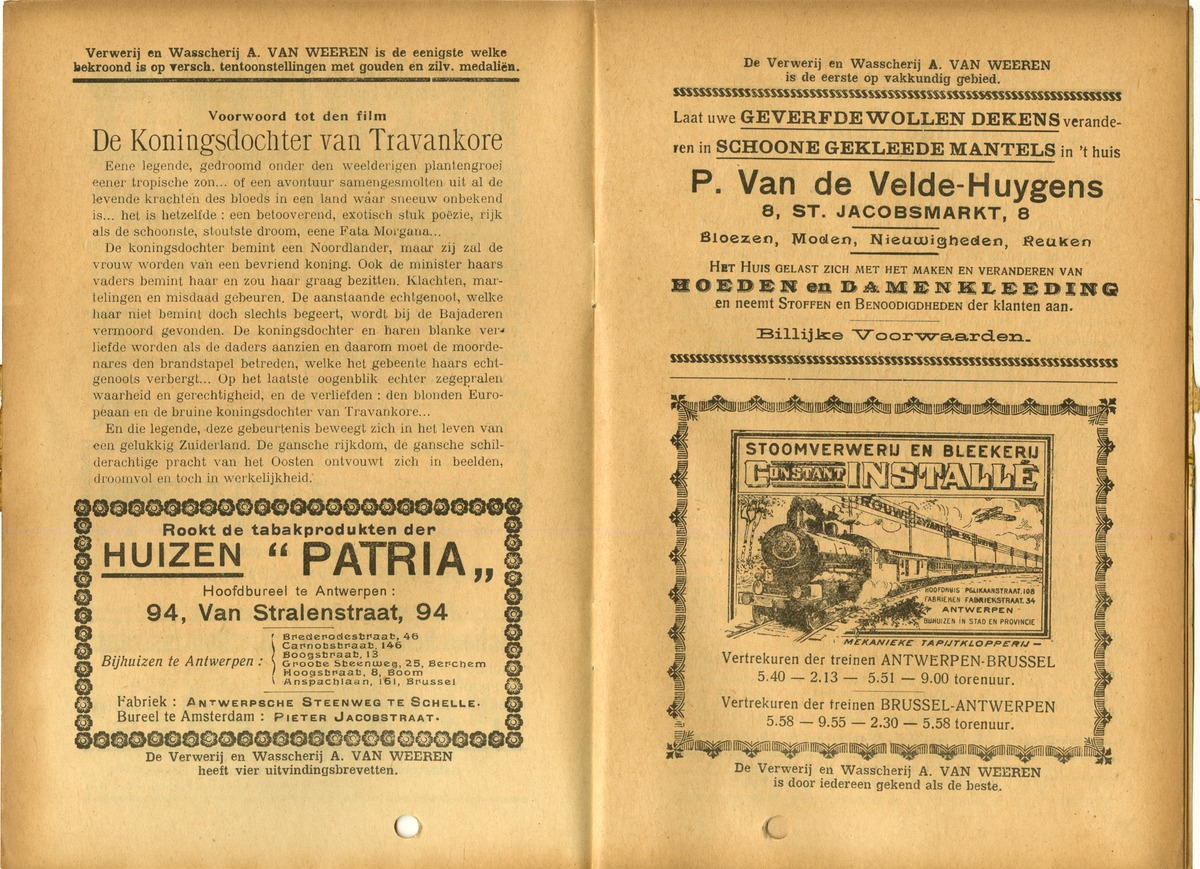 Verwerij en Wasscherij A. VAN WEEREN is de eenigste welke
bekroond is op versch. tentoonstellingen met gouden en zilv. medaliën.
Voorwoord tot den film
De Koningsdochter van Travankore
Eene legende, gedroomd onder den weelderigen plantengroei
eener tropische zon... of een avontuur samengesmolten uit al de
levende krachten des bloeds in een land waar sneeuw onbekend
is... het is hetzelfde : een betooverend, exotisch stuk poëzie, rijk
als de schoonste, stoutste droom, eene Fata Morgana...
De koningsdochter bemint een Noordlander, maar zij zal de
vrouw worden van een bevriend koning. Ook de minister haars
vaders bemint haar en zou haar graag bezitten. Klachten, mar-
telingen en misdaad gebeuren. De aanstaande echtgenoot, welke
haar niet bemint doch slechts begeert, wordt bij de Bajaderen
vermoord gevonden. De koningsdochter en haren blanke ver-
liefde worden als de daders aanzien en daarom moet de moorde-
nares den brandstapel betreden, welke het gebeente haars echt-
genoots verbergt... Op het laatste oogenblik echter zegepralen
waarheid en gerechtigheid, en de verliefden : den blonden Euro-
peaan en de bruine koningsdochter van Travankore...
En die legende, deze gebeurtenis beweegt zich in het leven van
een gelukkig Zuiderland. De gansche rijkdom, de gansche schil-
derachtige pracht van het Oosten ontvouwt zich in beelden,
droomvol en toch in werkelijkheid.
Rookt de tabakprodukten der
HUIZEN “ PATRIA „
Hoofdbureel te Antwerpen :
94, Van Stralenstraat, 94
Bijhuizen te Antwerpen :
Brederodestraat, 46
Carnotstraat, 146
Boogstraat, 13
Groote Steenweg, 25, Berchem
Hoogstraat, 8, Boom
Anspachlaan, 161, Brussel
Fabriek : ANTWERPSCHE STEENWEG TE SCHELLE.
Bureel te Amsterdam : PIETER JACOBSTRAAT.
De Verwerij en Wasscherij A. VAN WEEREN
heeft vier uitvindingsbrevetten.
De Verwerij en Wasscherij A. VAN WEEREN
is de eerste op vakkundig gebied.
Laat uwe GEVERFDE WOLLEN DEKENS verande-
ren in SCHOONE GEKLEEDE MANTELS in 't huis
P. Van de Velde-Huygens
8, ST. JACOBSMARKT, 8
Bloezen, Moden, Nieuwigheden, Reuken
HET HUIS GELAST ZICH MET HET MAKEN EN VERANDEREN VAN
HOEDEN en DAMENKLEEDING
en neemt STOFFEN en BENOODIGDHEDEN der klanten aan.
Billijke Voorwaarden.
STOOMVERWERIJ EN BLEEKERIJ
CONSTANT INSTALLÉ
ROUW
HOOFDHUIS PELIKAANSTRAAT, 108
FABRIEKEN FABRIEKSTRAAT. 34
ANTWERPEN
BIJHUIZEN IN STAD EN PROVINCIE
MEKANIEKE TAPIJTKLOPPERIJ —
Vertrekuren der treinen ANTWERPEN-BRUSSEL
5.40 — 2.13 — 5.51 — 9.00 torenuur.
Vertrekuren der treinen BRUSSEL-ANTWERPEN
5.58 — 9.55 — 2.30 — 5.58 torenuur.
De Verwerij en Wasscherij A. VAN WEEREN
is door iedereen gekend als de beste.